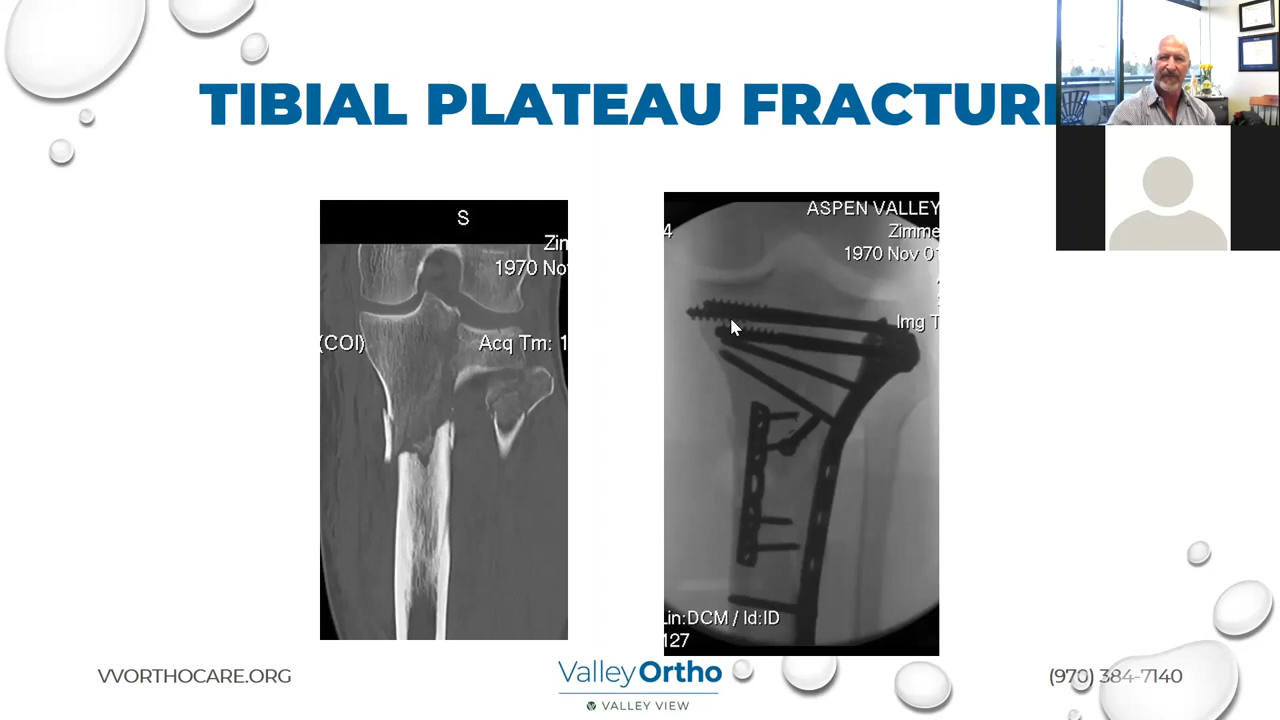 TIBIAL PLATEAU FRACTUR
S
Zim
1970 No
(COI)
Acq Tm: 1
ASPEN VALLEY
4
Zimme
1970 Nov 0
Img T
Lin:DCM / Id:ID
127
VVORTHOCARE.ORG
ValleyOrtho
VALLEY VIEW
(970) 384-7140